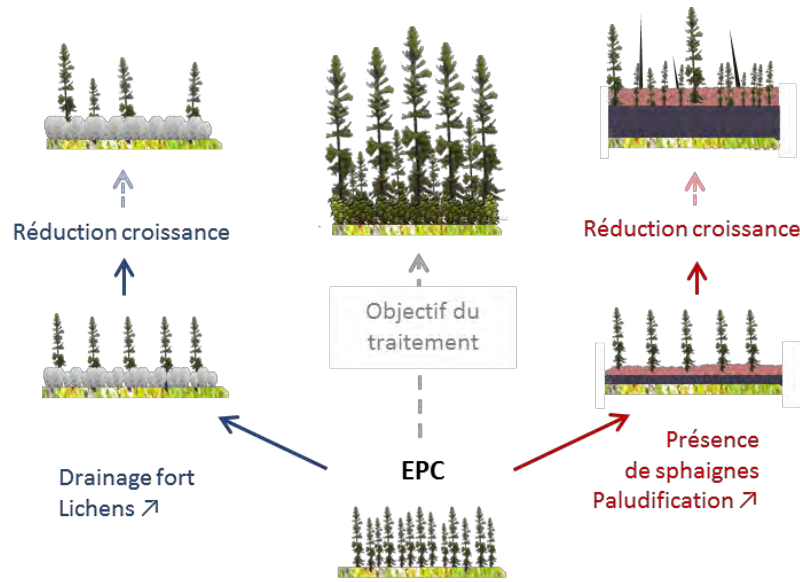 Réduction croissance
Réduction croissance
Objectif du
traitement
EPC
Drainage fort
Lichens ↗
Présence
de sphaignes
Paludification ↗